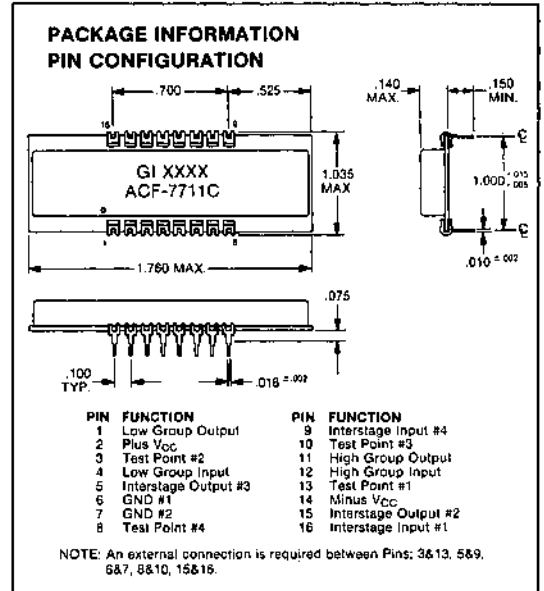 PACKAGE INFORMATION
PIN CONFIGURATION
.700
.525
.140
MAX.
.150
MIN.
16
9
GI XXXX
ACF-7711C
1.035
MAX
1.000 .015
.005
1
8
.010 ±.002
1.760 MAX.
.075
.100
TYP.
.018 ±.002
PIN FUNCTION
1 Low Group Output
2 Plus VCC
3 Test Point #2
4 Low Group Input
5 Interstage Output #3
6 GND #1
7 GND #2
8 Test Point #4
PIN FUNCTION
9 Interstage Input #4
10 Test Point #3
11 High Group Output
12 High Group Input
13 Test Point #1
14 Minus VCC
15 Interstage Output #2
16 Interstage Input #1
NOTE: An external connection is required between Pins: 3&13, 5&9,
6&7, 8&10, 15&16.